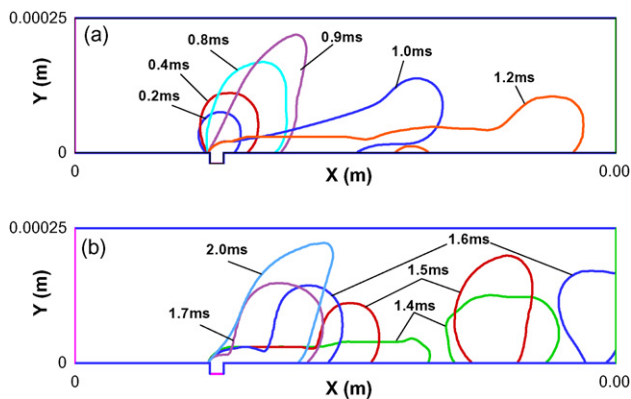 0.00025
(a)
0.8ms
0.9ms
0.4ms
1.0ms
0.2ms
1.2ms
Y (m)
0
0
X (m)
0.00
0.00025
(b)
2.0ms
1.6ms
1.5ms
1.4ms
1.7ms
Y (m)
0
0
X (m)
0.00